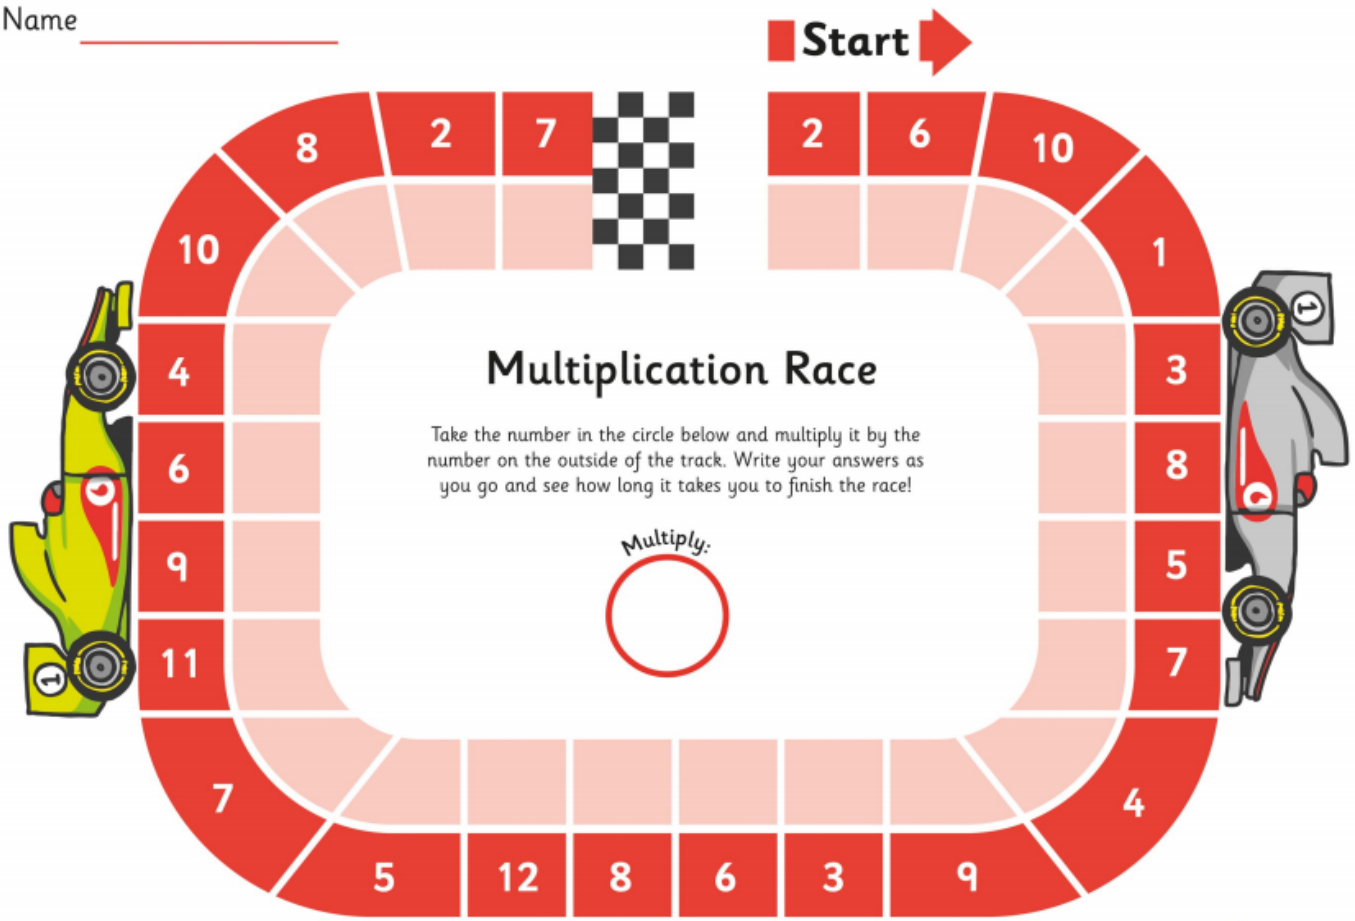 Name
Start
8 2 7 2 6 10
10 1
4 3
6 8
9 5
11 7
7 4
5 12 8 6 3 9
1
1
Multiplication Race
Take the number in the circle below and multiply it by the
number on the outside of the track. Write your answers as
you go and see how long it takes you to finish the race!
Multiply: